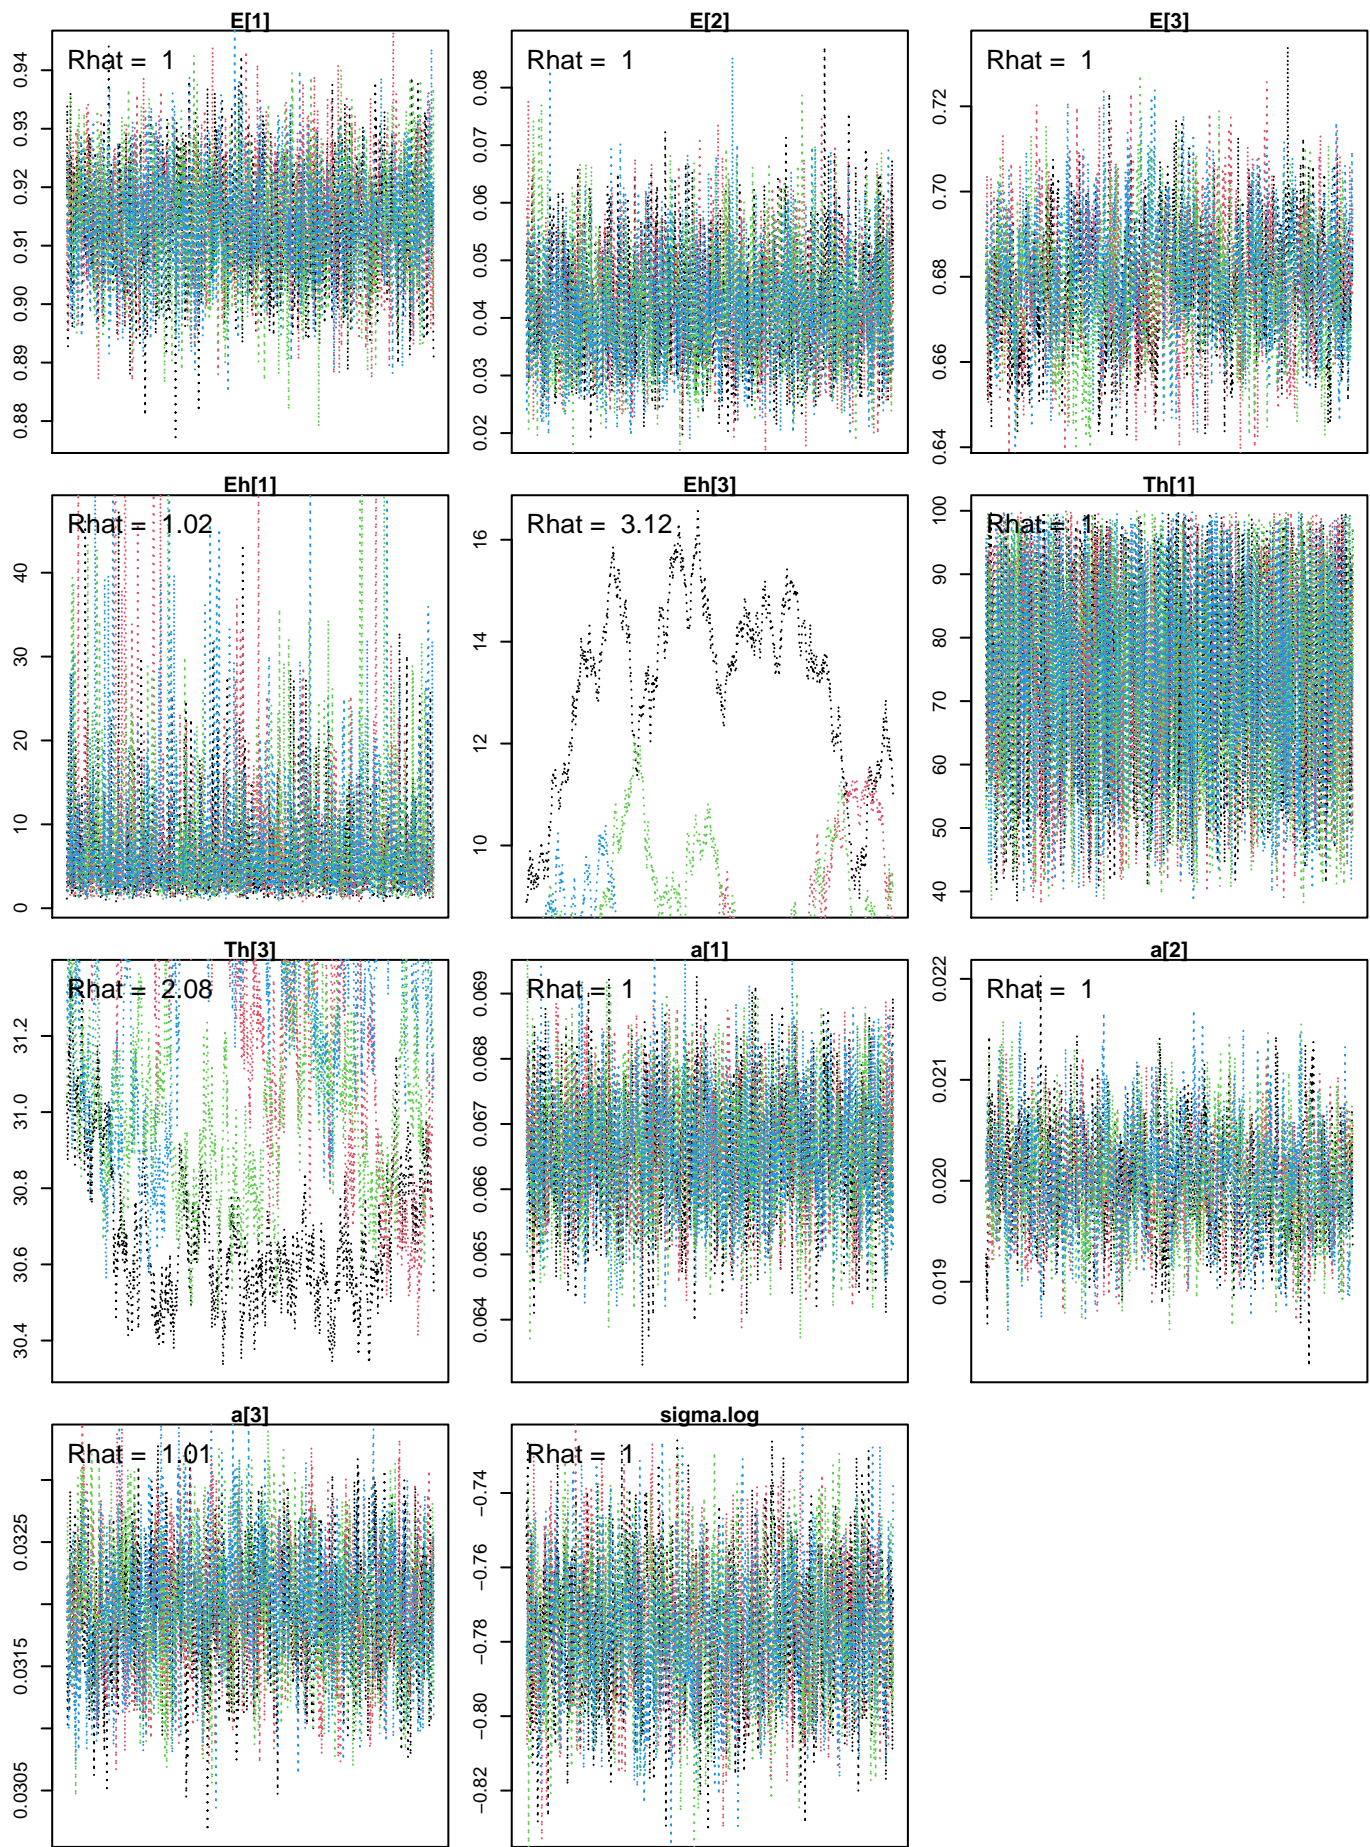 E[1]
Rhat = 1
0.94
0.93
0.92
0.91
0.90
0.89
0.88
E[2]
Rhat = 1
0.08
0.07
0.06
0.05
0.04
0.03
0.02
E[3]
Rhat = 1
0.72
0.70
0.68
0.66
0.64
Eh[1]
Rhat = 1.02
40
30
20
10
0
Eh[3]
Rhat = 3.12
16
14
12
10
Th[1]
Rhat = 1
100
90
80
70
60
50
40
Th[3]
Rhat = 2.08
31.2
31.0
30.8
30.6
30.4
a[1]
Rhat = 1
0.069
0.068
0.067
0.066
0.065
0.064
a[2]
Rhat = 1
0.022
0.021
0.020
0.019
a[3]
Rhat = 1.01
0.0325
0.0315
0.0305
sigma.log
Rhat = 1
−0.74
−0.76
−0.78
−0.80
−0.82